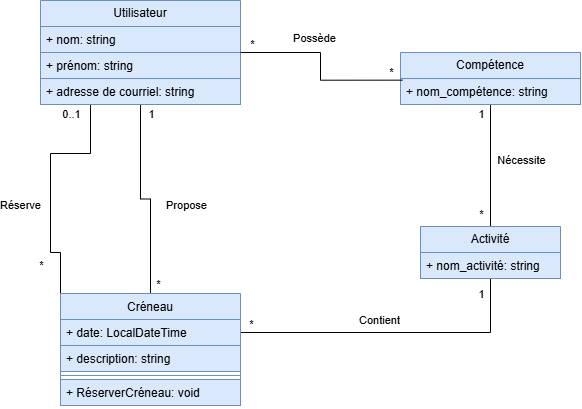 Utilisateur
+ nom: string
+ prénom: string
+ adresse de courriel: string
*
Possède
*
Compétence
+ nom_compétence: string
0..1
1
1
Nécessite
Réserve
Propose
*
Activité
+ nom_activité: string
*
*
1
Créneau
+ date: LocalDateTime
+ description: string
+ RéserverCréneau: void
*
Contient